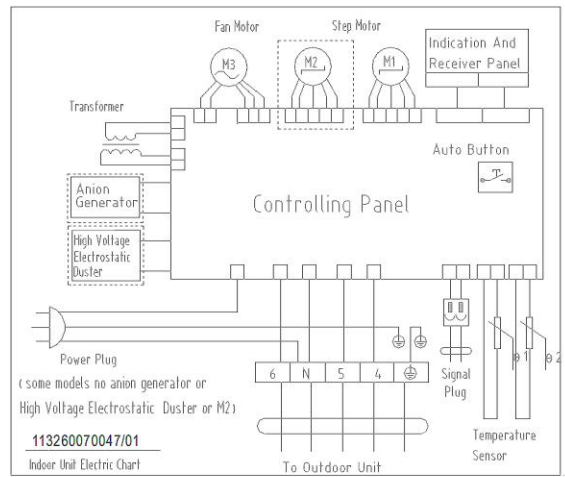 Fan Motor
Step Motor
M3
M2
M1
Indication And
Receiver Panel
Transformer
Auto Button
Anion
Generator
Controlling Panel
High Voltage
Electrostatic
Duster
Power Plug
θ 1
θ 2
6 N 5 4
Signal
Plug
(some models no anion generator or
High Voltage Electrostatic Duster or M2)
113260070047/01
Indoor Unit Electric Chart
To Outdoor Unit
Temperature
Sensor